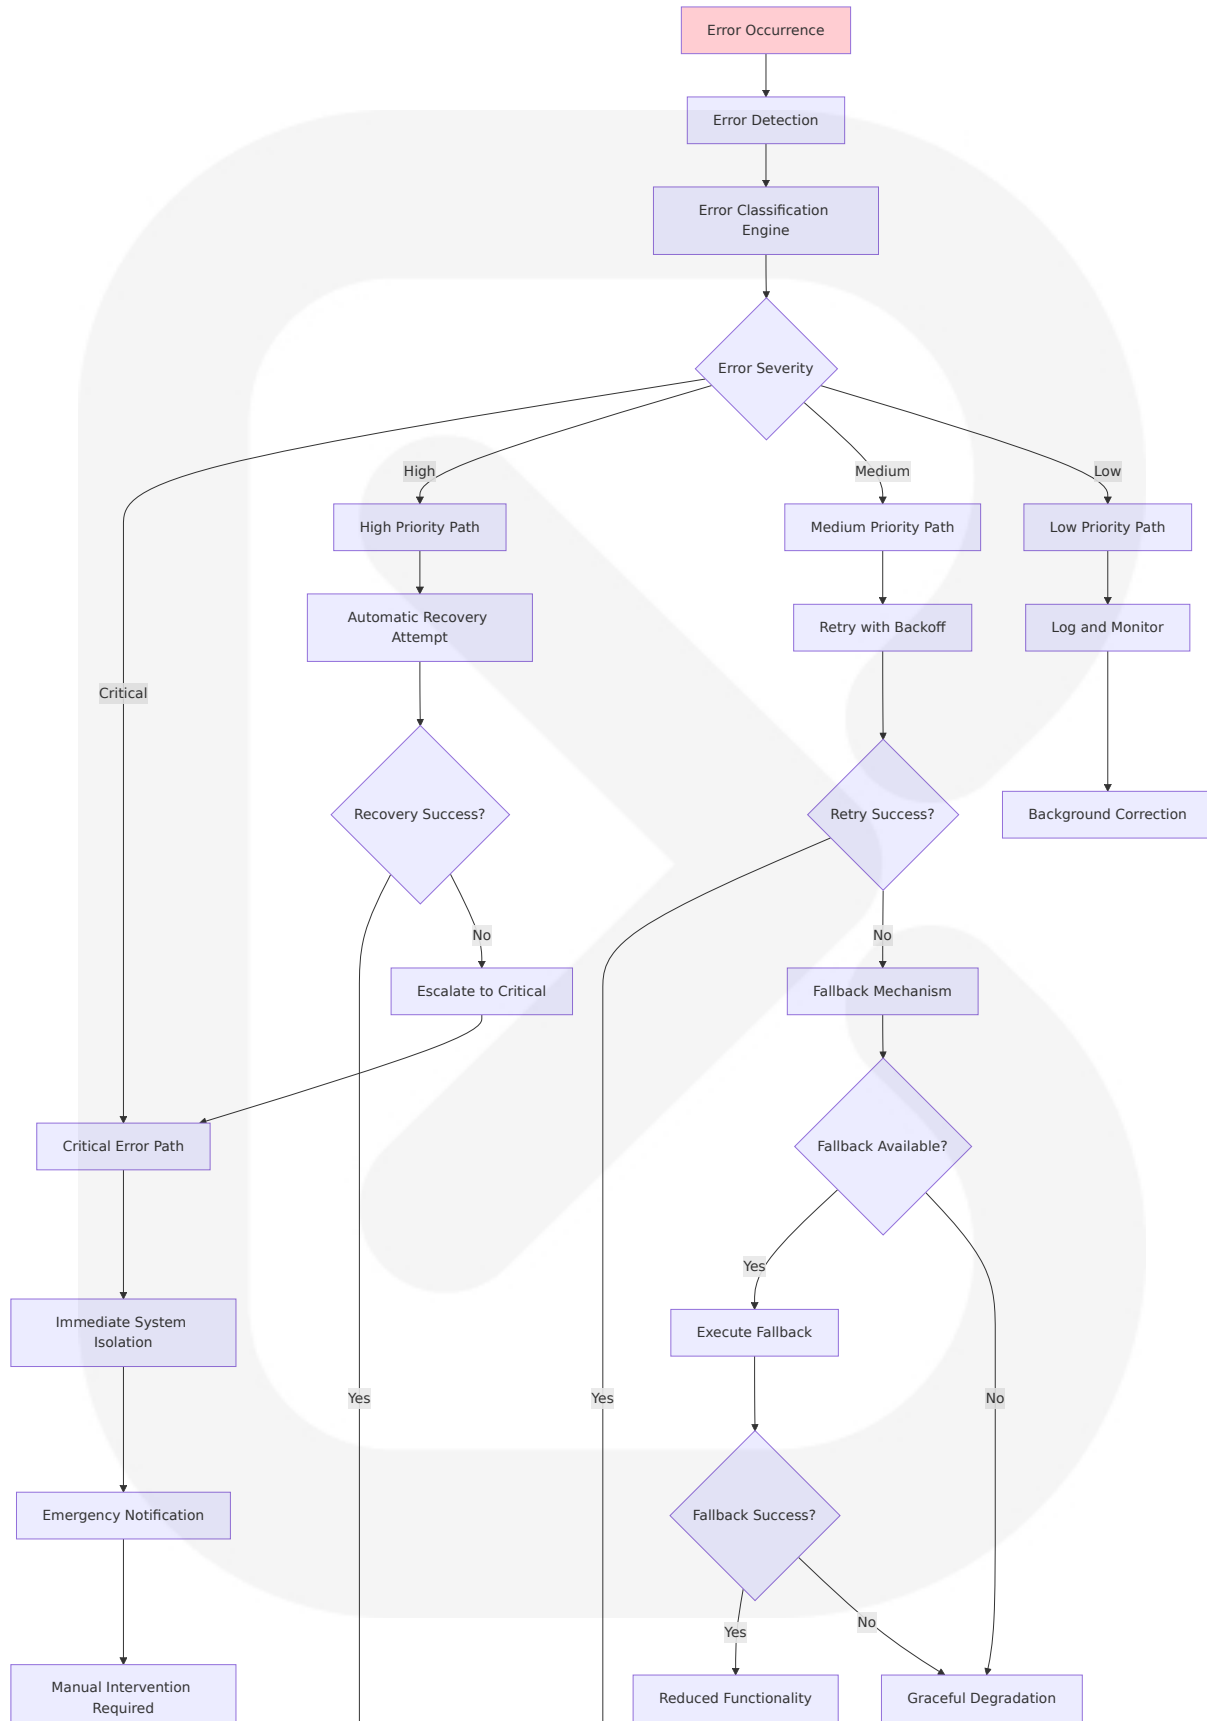 Error Occurrence
Error Detection
Error Classification
Engine
Error Severity
High
Medium
Low
High Priority Path
Medium Priority Path
Low Priority Path
Automatic Recovery
Attempt
Retry with Backoff
Log and Monitor
Critical
Recovery Success?
Retry Success?
Background Correction
No
No
Escalate to Critical
Fallback Mechanism
Critical Error Path
Fallback Available?
Yes
Immediate System
Isolation
Execute Fallback
Yes
Yes
No
Emergency Notification
Fallback Success?
No
Yes
Manual Intervention
Required
Reduced Functionality
Graceful Degradation